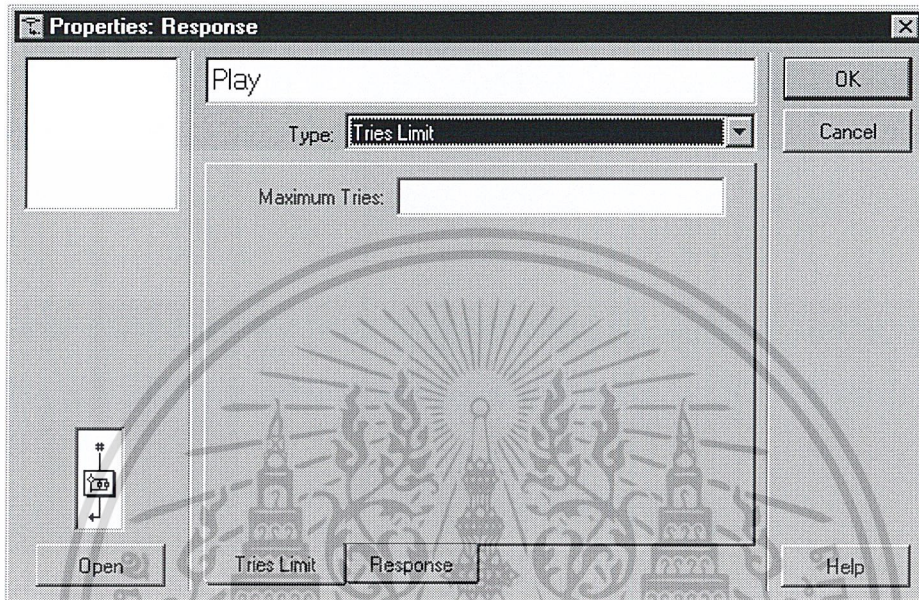 Properties: Response
Play
OK
Type: Tries Limit
Cancel
Maximum Tries:
#
Open
Tries Limit
Response
Help